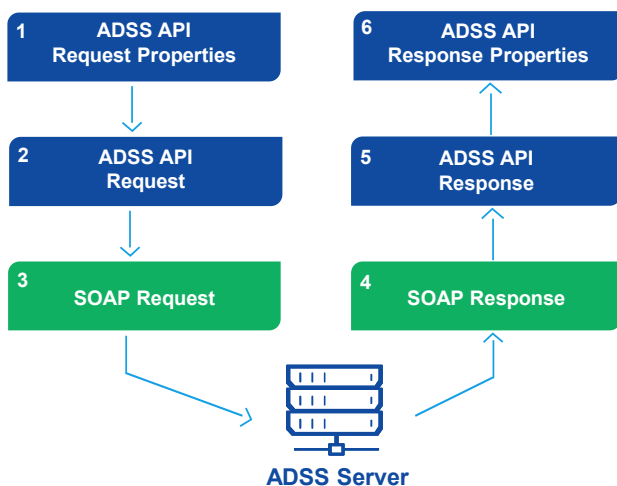 1
ADSS API
Request Properties
2
ADSS API
Request
3
SOAP Request
4
SOAP Response
5
ADSS API
Response
6
ADSS API
Response Properties
ADSS Server